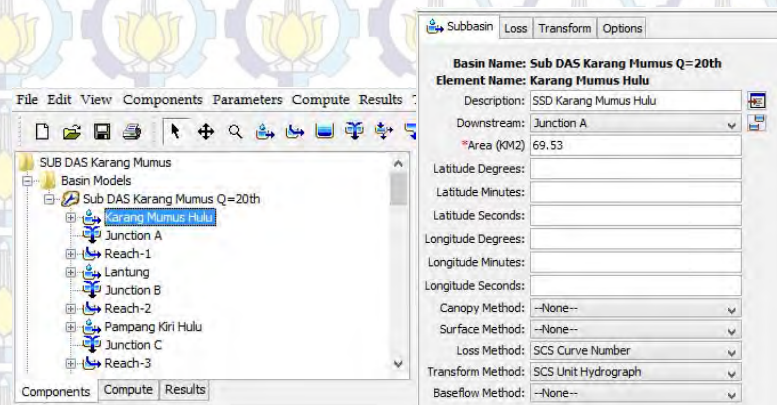 File Edit View Components Parameters Compute Results
SUB DAS Karang Mumus
Basin Models
Sub DAS Karang Mumus Q=20th
Karang Mumus Hulu
Junction A
Reach-1
Lantung
Junction B
Reach-2
Pampang Kiri Hulu
Junction C
Reach-3
Components Compute Results
Subbasin Loss Transform Options
Basin Name: Sub DAS Karang Mumus Q=20th
Element Name: Karang Mumus Hulu
Description: SSD Karang Mumus Hulu
Downstream: Junction A
*Area (KM2) 69.53
Latitude Degrees:
Latitude Minutes:
Latitude Seconds:
Longitude Degrees:
Longitude Minutes:
Longitude Seconds:
Canopy Method: --None--
Surface Method: --None--
Loss Method: SCS Curve Number
Transform Method: SCS Unit Hydrograph
Baseflow Method: --None--